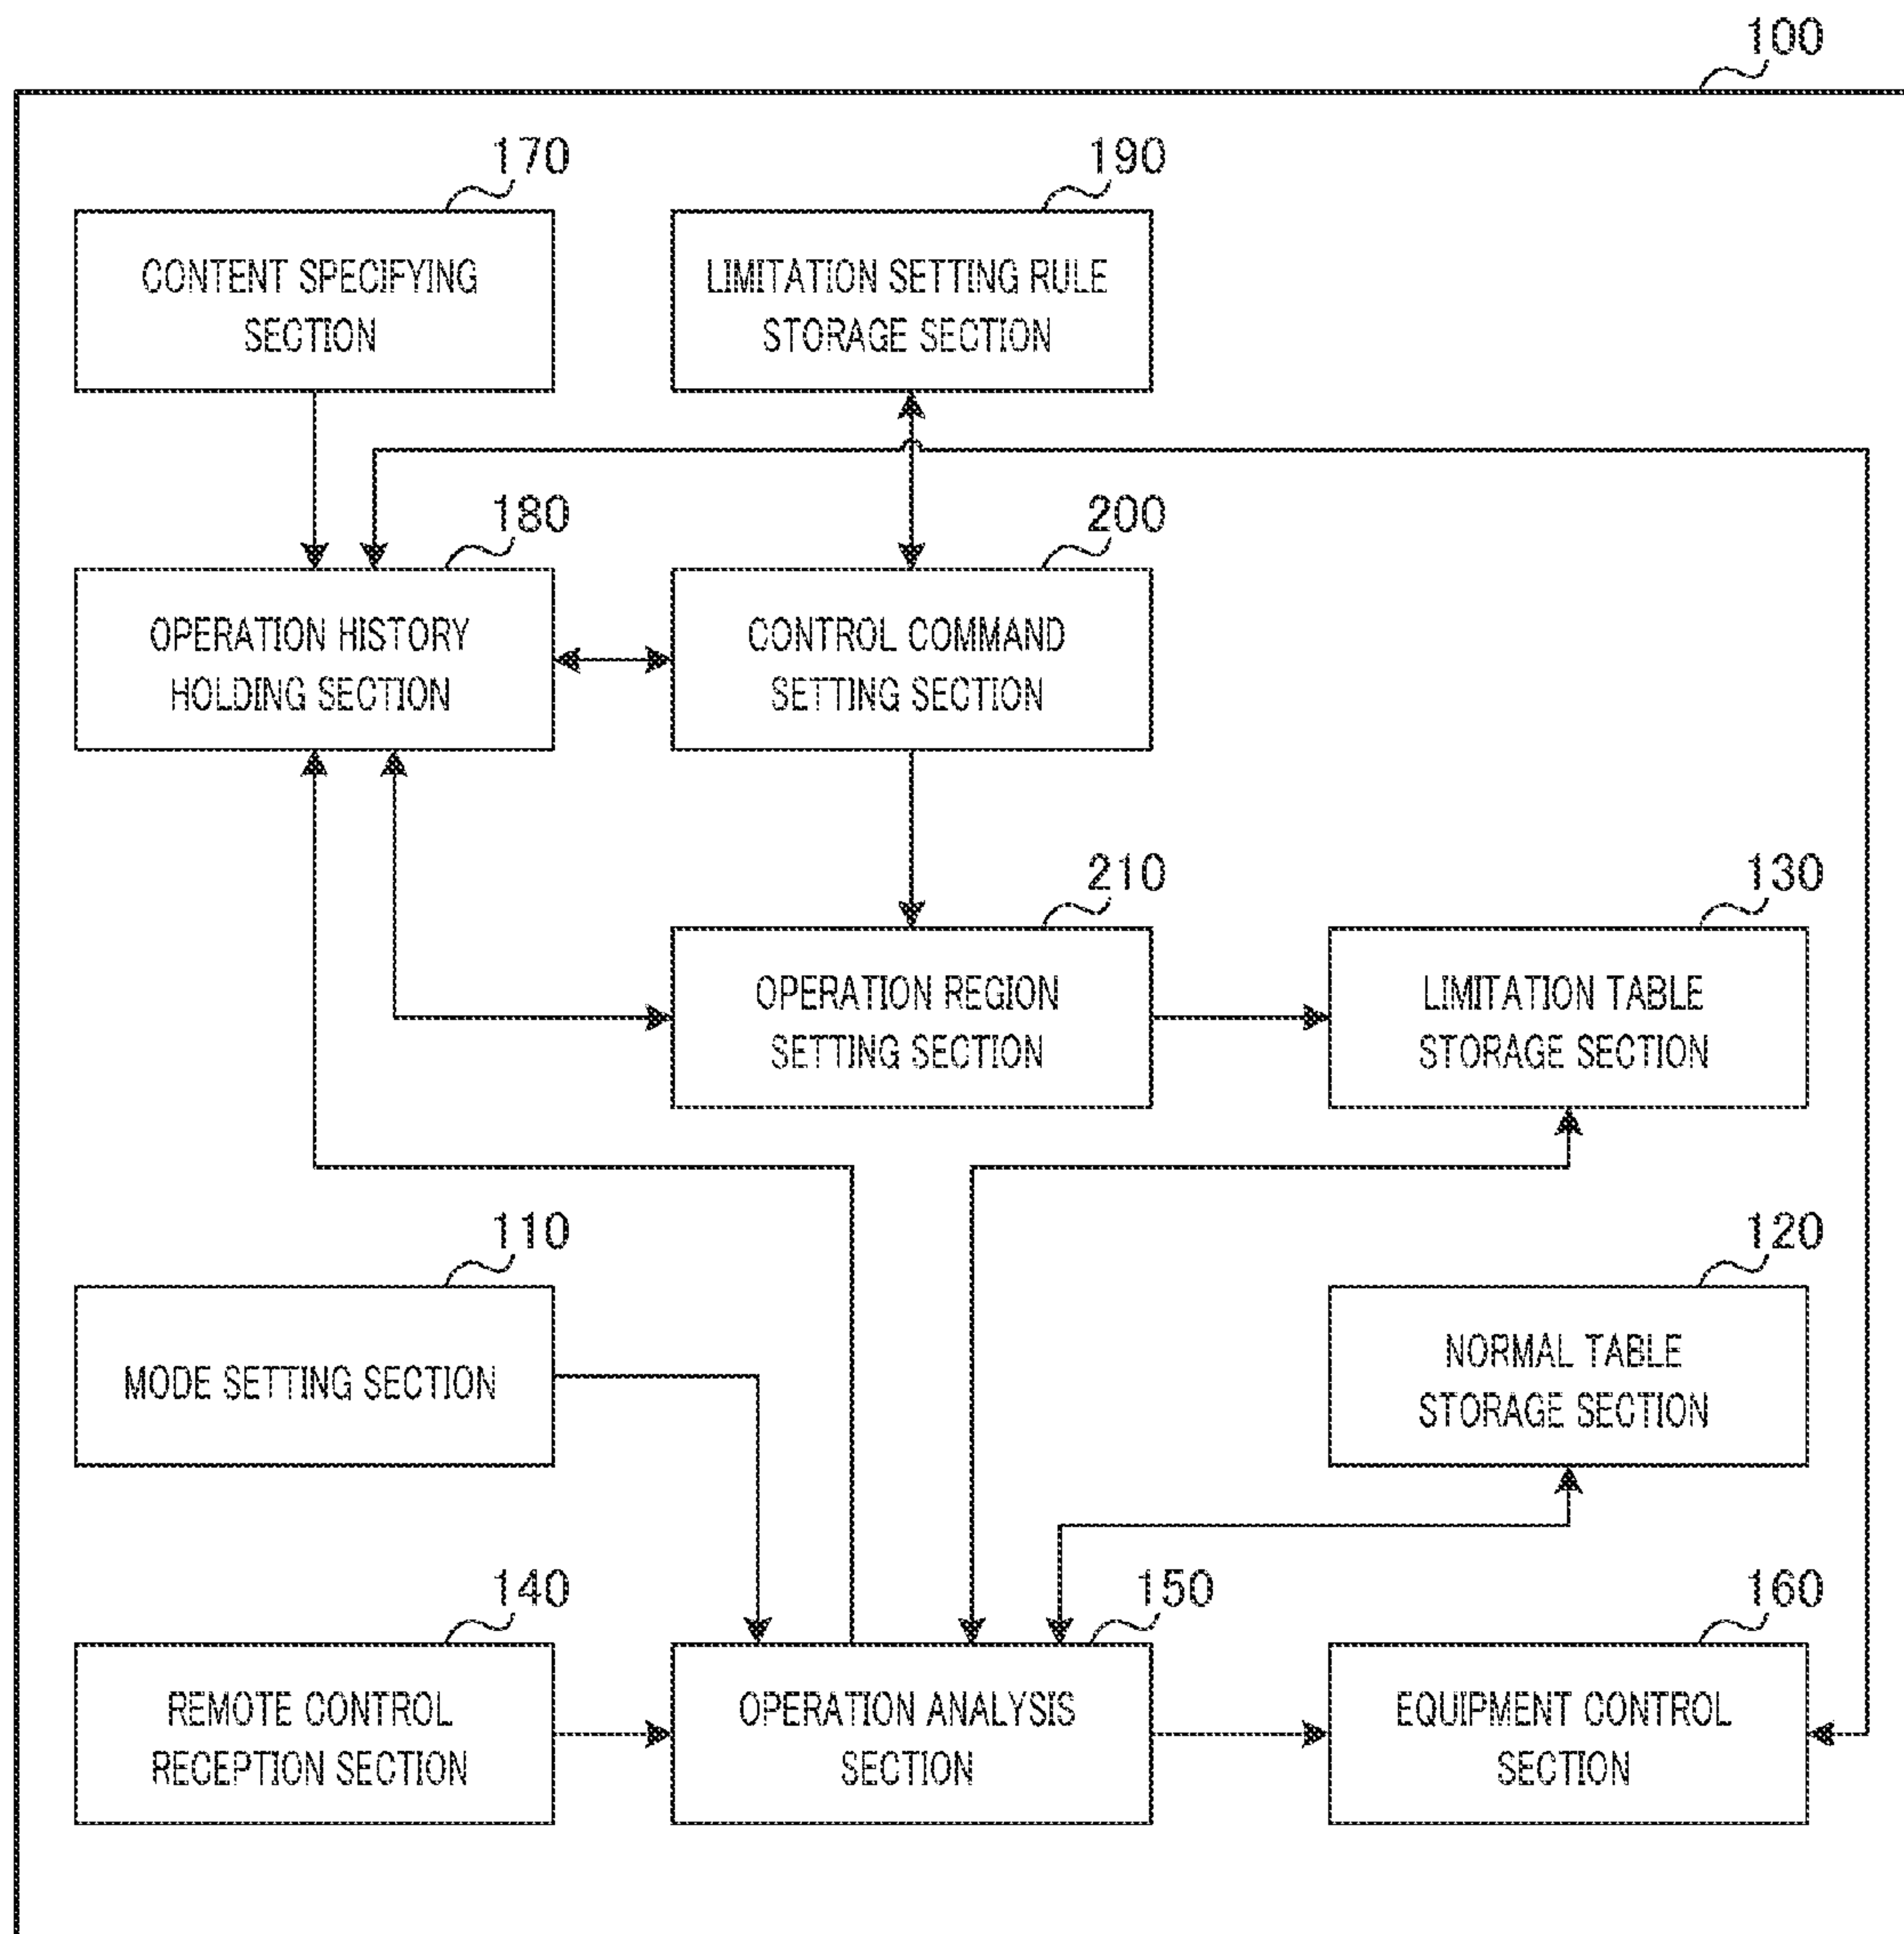 100
170
190
CONTENT SPECIFYING
SECTION
LIMITATION SETTING RULE
STORAGE SECTION
180
200
OPERATION HISTORY
HOLDING SECTION
CONTROL COMMAND
SETTING SECTION
210
130
OPERATION REGION
SETTING SECTION
LIMITATION TABLE
STORAGE SECTION
110
120
MODE SETTING SECTION
NORMAL TABLE
STORAGE SECTION
140
150
160
REMOTE CONTROL
RECEPTION SECTION
OPERATION ANALYSIS
SECTION
EQUIPMENT CONTROL
SECTION